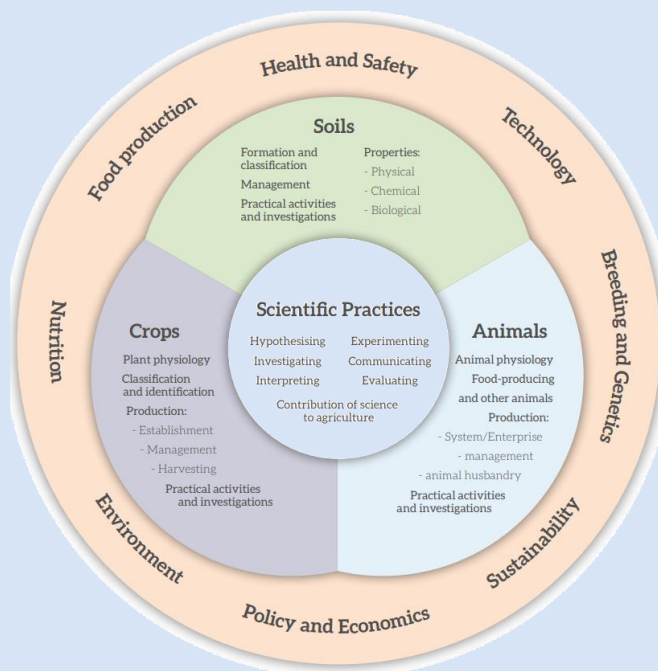 Health and Safety
Technology
Breeding and Genetics
Sustainability
Policy and Economics
Environment
Nutrition
Food production
Soils
Formation and
classification
Management
Practical activities
and investigations
Properties:
- Physical
- Chemical
- Biological
Scientific Practices
Hypothesising
Experimenting
Investigating
Communicating
Interpreting
Evaluating
Contribution of science
to agriculture
Crops
Plant physiology
Classification
and identification
Production:
- Establishment
- Management
- Harvesting
Practical activities
and investigations
Animals
Animal physiology
Food-producing
and other animals
Production:
- System/Enterprise
- management
- animal husbandry
Practical activities
and investigations